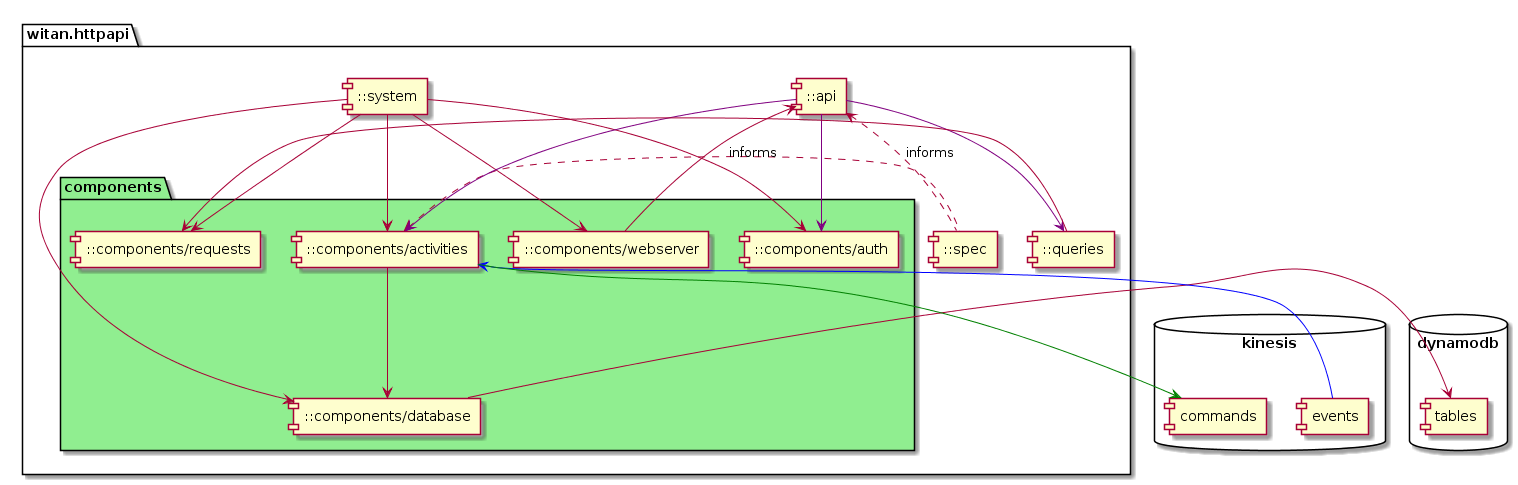 witan.httpapi
::system
::api
informs
informs
components
::components/requests
::components/activities
::components/webserver
::components/auth
::spec
::queries
kinesis
dynamodb
::components/database
commands
events
tables